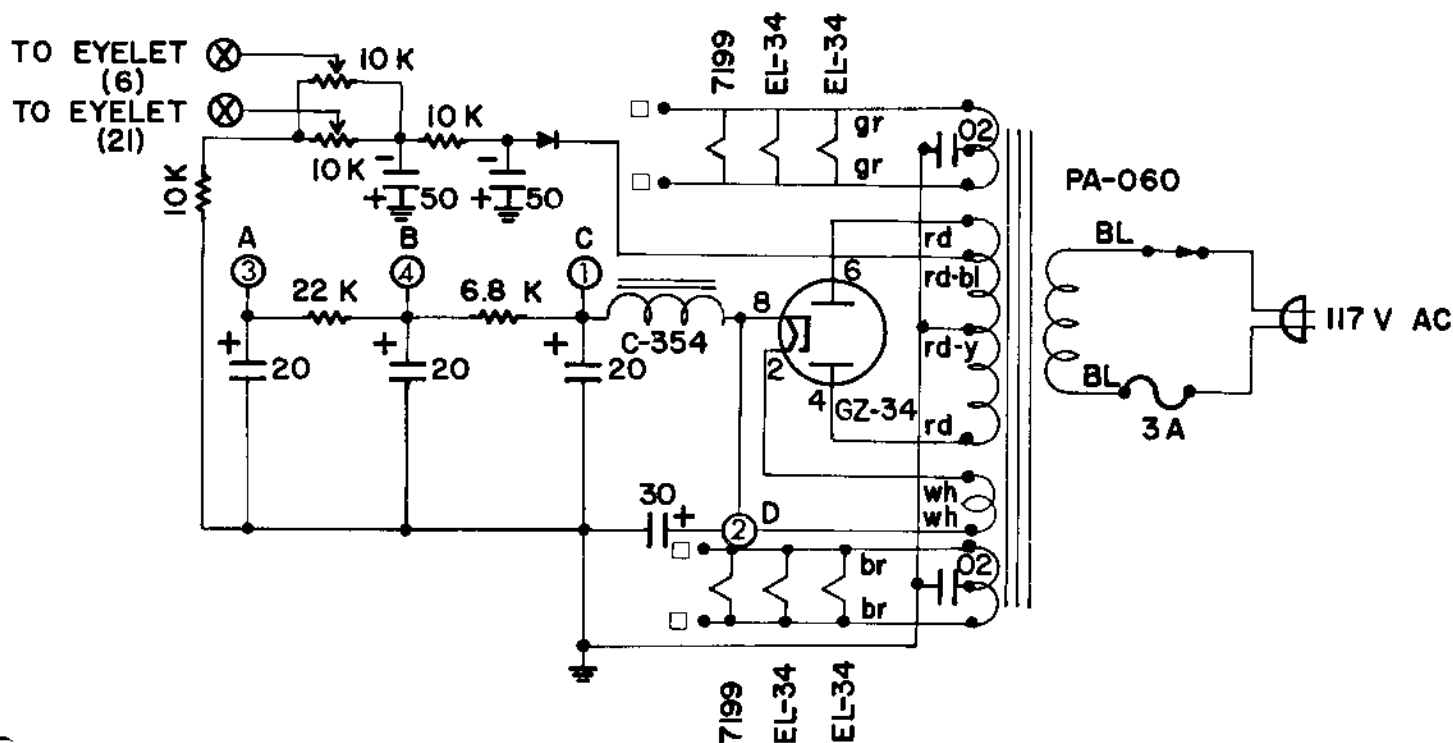 TO EYELET
(6)
TO EYELET
(21)
10 K
10 K
10 K
10 K
- +50
- +50
7199
EL-34
EL-34
gr
gr
02
PA-060
BL
BL
117 V AC
3 A
A
3
B
4
C
1
22 K
6.8 K
+
20
+
20
+
20
C-354
8
6
2
4
GZ-34
rd
rd-bl
rd-y
rd
wh
wh
30
+
2
D
br
br
02
7199
EL-34
EL-34